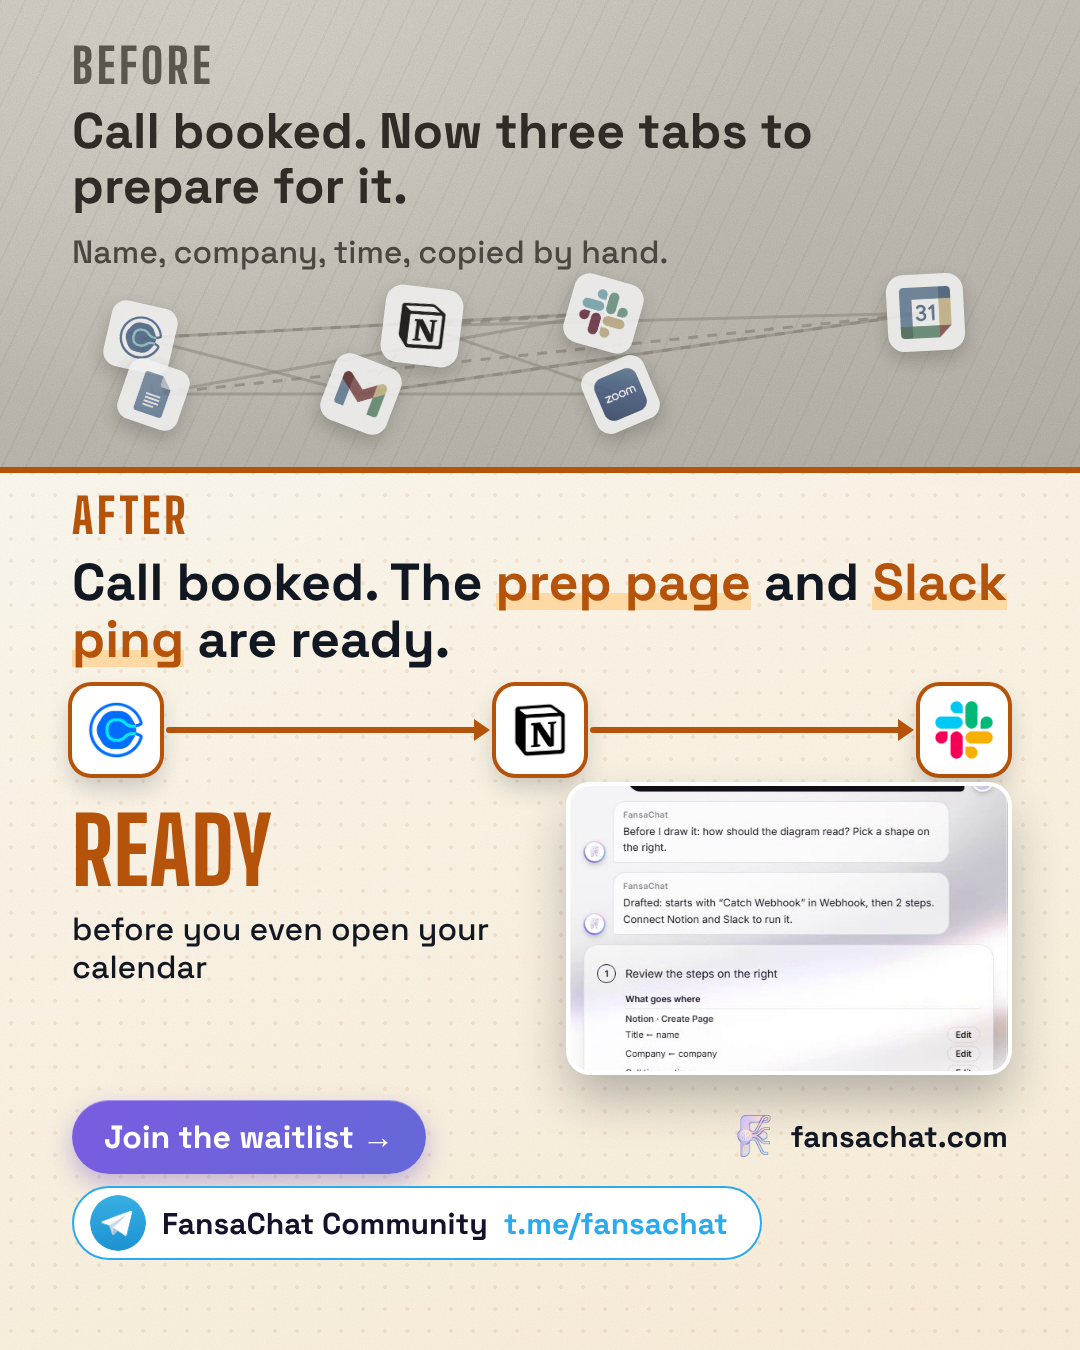 BEFORE
Call booked. Now three tabs to
prepare for it.
Name, company, time, copied by hand.
31
N
zoom
AFTER
Call booked. The prep page and Slack
ping are ready.
N
READY
before you even open your
calendar
FansaChat
Before I draw it: how should the diagram read? Pick a shape on
the right.
FansaChat
Drafted: starts with “Catch Webhook” in Webhook, then 2 steps.
Connect Notion and Slack to run it.
1 Review the steps on the right
What goes where
Notion · Create Page
Title ← name
Edit
Company ← company
Edit
Join the waitlist →
fansachat.com
FansaChat Community t.me/fansachat